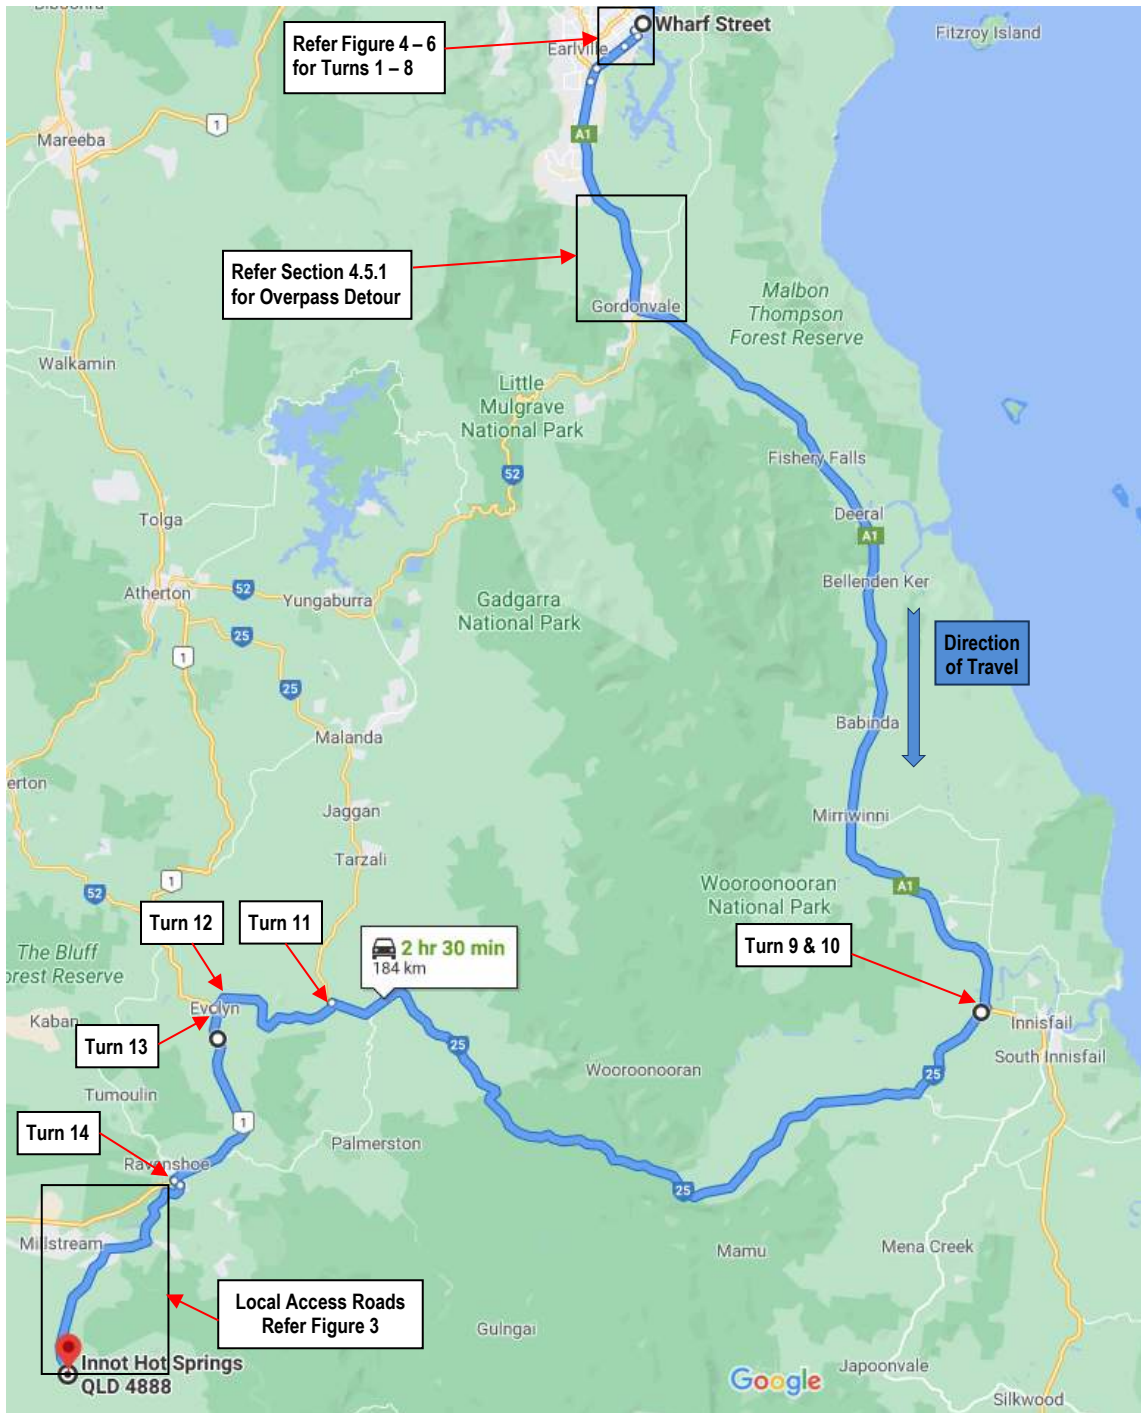 Wharf Street
Fitzroy Island
Refer Figure 4 – 6
for Turns 1 – 8
Earlville
1
A1
Mareeba
Refer Section 4.5.1
for Overpass Detour
Gordonvale
Malbon
Thompson
Forest Reserve
Walkamin
Little
Mulgrave
National Park
52
Fishery Falls
Tolga
Deeral
A1
Bellenden Ker
Atherton
52
Yungaburra
Gadgarra
National Park
25
1
25
Direction
of Travel
Malanda
Babinda
erton
Jaggan
Mirriwinni
Tarzali
1
52
A1
Wooroonooran
National Park
Turn 12
Turn 11
2 hr 30 min
184 km
Turn 9 & 10
The Bluff
orest Reserve
Evelyn
Kaban
Innisfail
Turn 13
25
South Innisfail
Wooroonooran
25
Tumoulin
1
Turn 14
Palmerston
Ravenshoe
25
Millstream
Mamu
Mena Creek
Local Access Roads
Refer Figure 3
Gulngai
Innot Hot Springs
QLD 4888
Google
Japoonvale
Silkwood